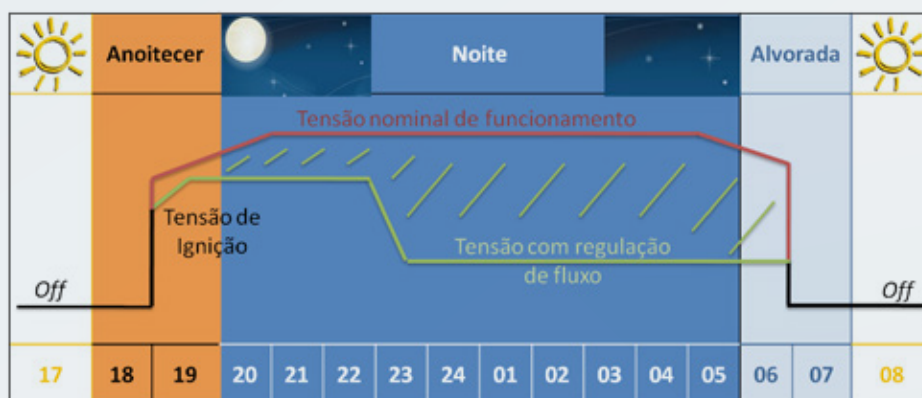 Anoitecer
Noite
Alvorada
Tensão nominal de funcionamento
Tensão de
Ignição
Tensão com regulação
de fluxo
Off
Off
17 18 19 20 21 22 23 24 01 02 03 04 05 06 07 08